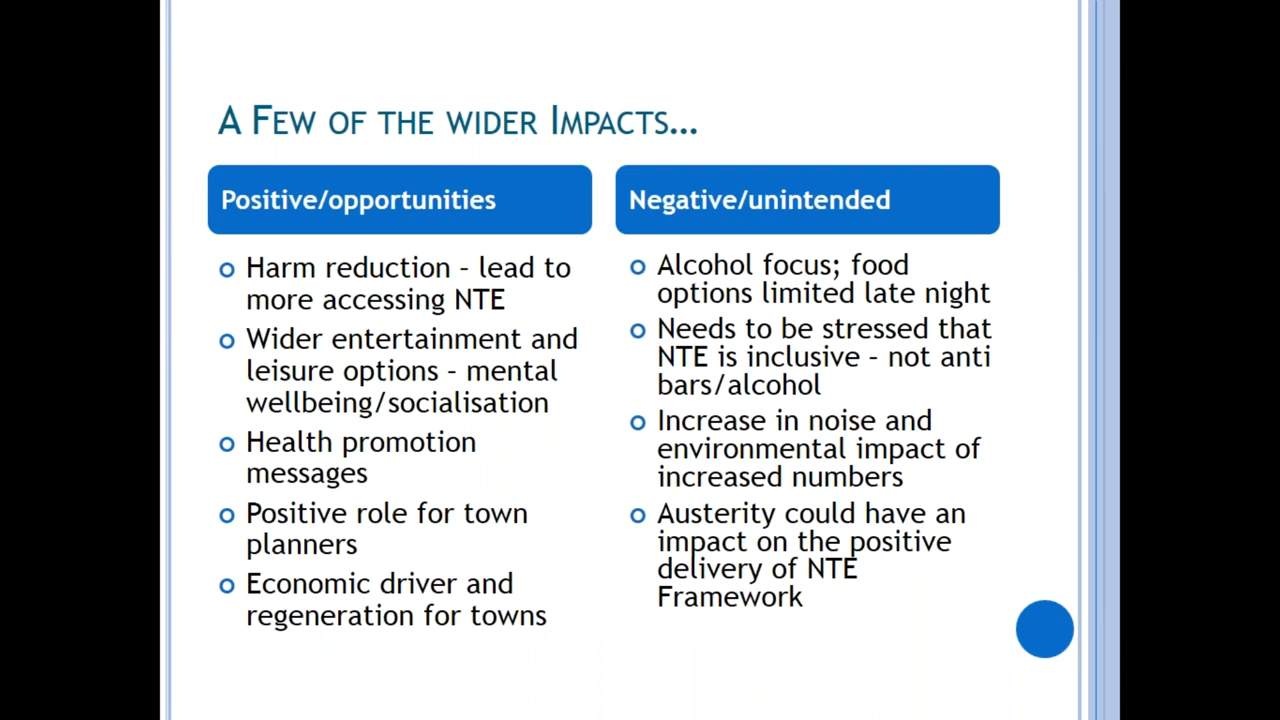 A FEW OF THE WIDER IMPACTS…
Positive/opportunities
Harm reduction – lead to
more accessing NTE
Wider entertainment and
leisure options – mental
wellbeing/socialisation
Health promotion
messages
Positive role for town
planners
Economic driver and
regeneration for towns
Negative/unintended
Alcohol focus; food
options limited late night
Needs to be stressed that
NTE is inclusive – not anti
bars/alcohol
Increase in noise and
environmental impact of
increased numbers
Austerity could have an
impact on the positive
delivery of NTE
Framework